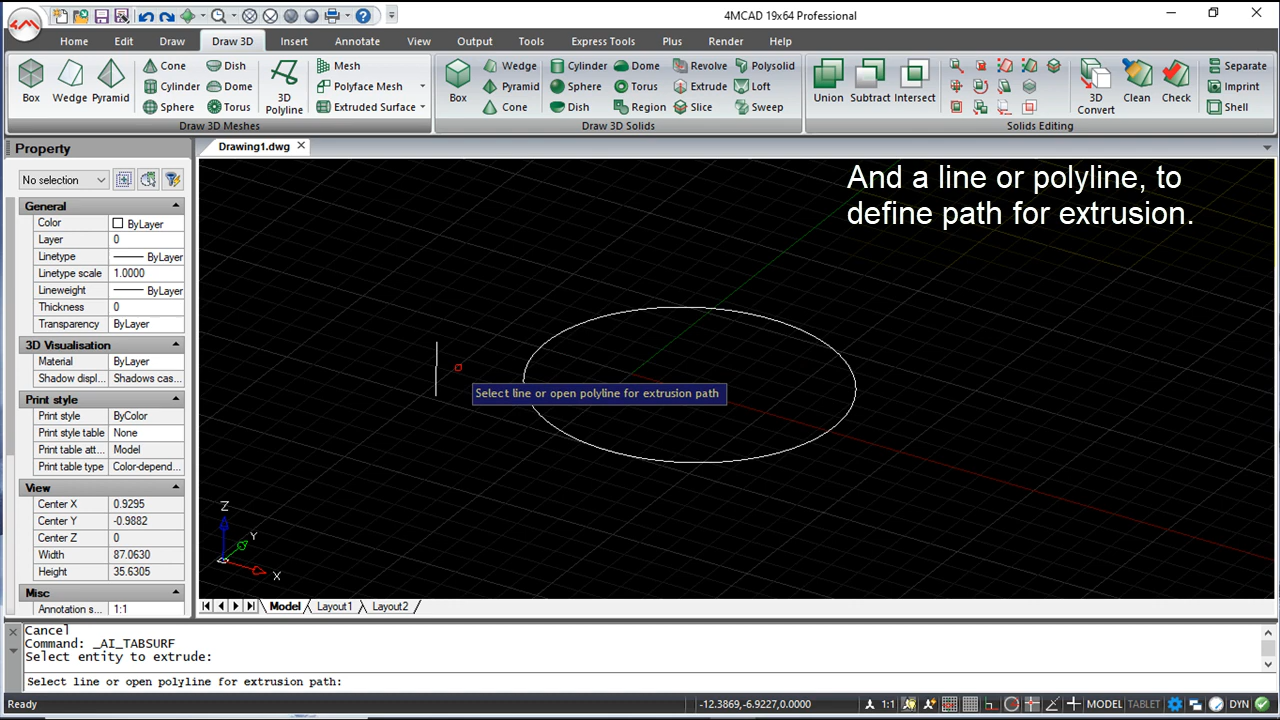 4MCAD 19x64 Professional
Home Edit Draw Draw 3D Insert Annotate View Output Tools Express Tools Plus Render Help
Box Wedge Pyramid
Cone Dish
Cylinder Dome
Sphere Torus
3D Polyline
Mesh
Polyface Mesh
Extruded Surface
Draw 3D Meshes
Box
Wedge Cylinder Dome Revolve Polysolid
Pyramid Sphere Torus Extrude Loft
Cone Dish Region Slice Sweep
Draw 3D Solids
Union Subtract Intersect
3D Convert Clean Check
Separate
Imprint
Shell
Solids Editing
Property
Drawing1.dwg
No selection
General
Color ByLayer
Layer 0
Linetype ByLayer
Linetype scale 1.0000
Lineweight ByLayer
Thickness 0
Transparency ByLayer
3D Visualisation
Material ByLayer
Shadow displ... Shadows cas...
Print style
Print style ByColor
Print style table None
Print table att... Model
Print table type Color-depend...
View
Center X 0.9295
Center Y -0.9882
Center Z 0
Width 87.0630
Height 35.6305
Misc
Annotation s... 1:1
And a line or polyline, to
define path for extrusion.
Select line or open polyline for extrusion path
Z
Y
X
Model Layout1 Layout2
Cancel
Command: _AI_TABSURF
Select entity to extrude:
Select line or open polyline for extrusion path:
Ready -12.3869,-6.9227,0.0000 1:1 MODEL TABLET DYN